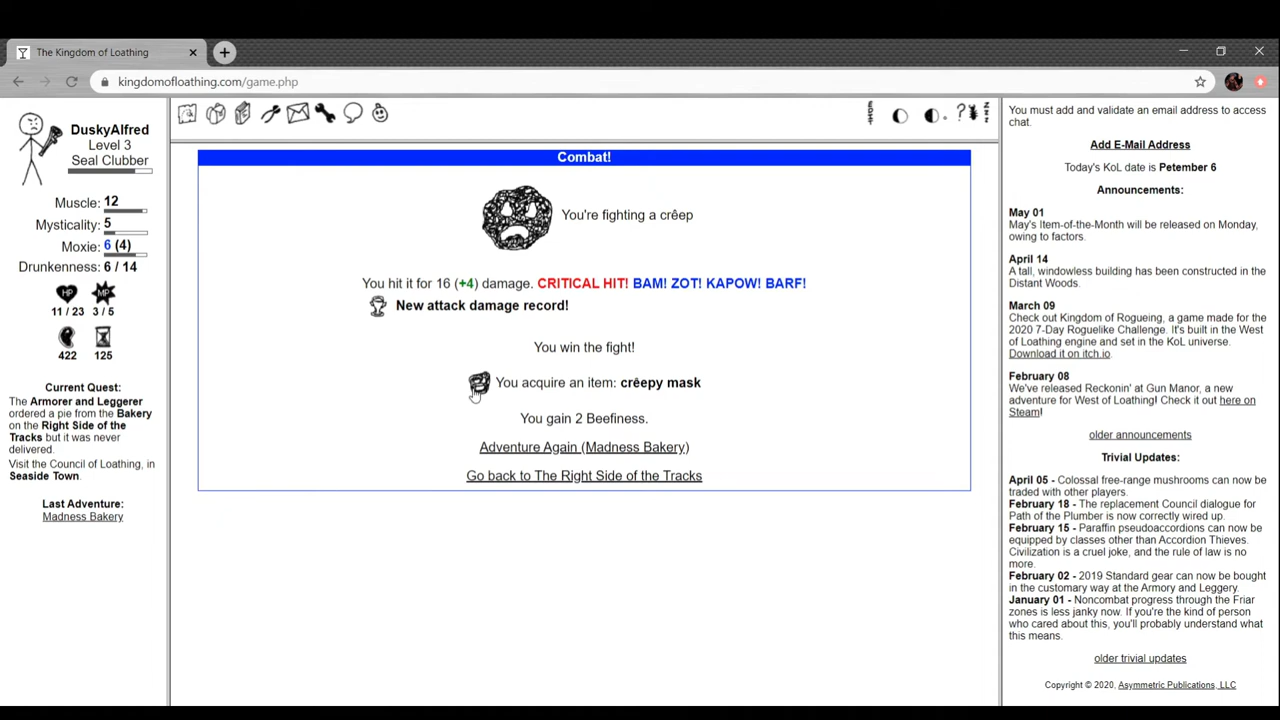 The Kingdom of Loathing
kingdomofloathing.com/game.php
DuskyAlfred
Level 3
Seal Clubber
Muscle: 12
Mysticality: 5
Moxie: 6 (4)
Drunkenness: 6 / 14
HP MP
11 / 23 3 / 5
422 125
Current Quest:
The Armorer and Leggerer
ordered a pie from the Bakery
on the Right Side of the
Tracks but it was never
delivered.
Visit the Council of Loathing, in
Seaside Town.
Last Adventure:
Madness Bakery
Combat!
You're fighting a crêep
You hit it for 16 (+4) damage. CRITICAL HIT! BAM! ZOT! KAPOW! BARF!
New attack damage record!
You win the fight!
You acquire an item: crêepy mask
You gain 2 Beefiness.
Adventure Again (Madness Bakery)
Go back to The Right Side of the Tracks
You must add and validate an email address to access
chat.
Add E-Mail Address
Today's KoL date is Petember 6
Announcements:
May 01
May's Item-of-the-Month will be released on Monday,
owing to factors.
April 14
A tall, windowless building has been constructed in the
Distant Woods.
March 09
Check out Kingdom of Rogueing, a game made for the
2020 7-Day Roguelike Challenge. It's built in the West
of Loathing engine and set in the KoL universe.
Download it on itch.io.
February 08
We've released Reckonin' at Gun Manor, a new
adventure for West of Loathing! Check it out here on
Steam!
older announcements
Trivial Updates:
April 05 - Colossal free-range mushrooms can now be
traded with other players.
February 18 - The replacement Council dialogue for
Path of the Plumber is now correctly wired up.
February 15 - Paraffin pseudoaccordions can now be
equipped by classes other than Accordion Thieves.
Civilization is a cruel joke, and the rule of law is no
more.
February 02 - 2019 Standard gear can now be bought
in the customary way at the Armory and Leggery.
January 01 - Noncombat progress through the Friar
zones is less janky now. If you're the kind of person
who cared about this, you'll probably understand what
this means.
older trivial updates
Copyright © 2020, Asymmetric Publications, LLC